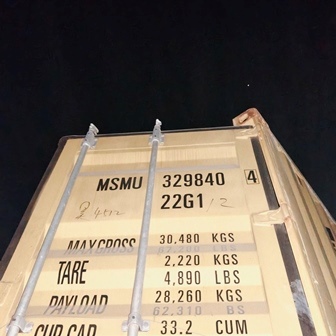 MSMU 329840 4
22G1
MAX GROSS 30,480 KGS
TARE 2,220 KGS
4,890 LBS
PAYLOAD 28,260 KGS
62,310 BS
CUB CAP 33.2 CUM